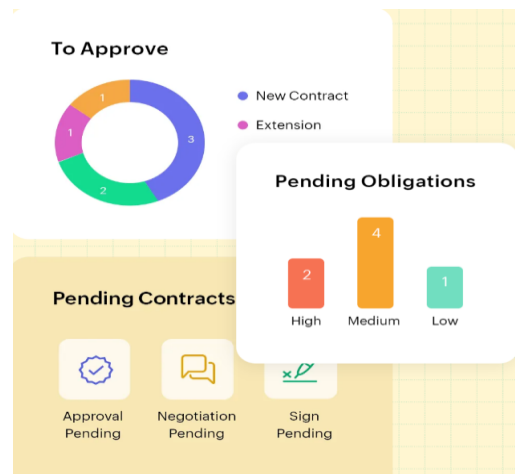 To Approve
1
1
3
2
New Contract
Extension
Pending Obligations
2
4
1
High
Medium
Low
Pending Contracts
Approval
Pending
Negotiation
Pending
Sign
Pending